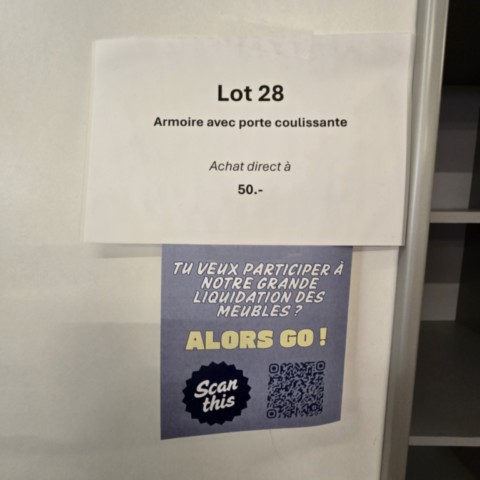 Lot 28
Armoire avec porte coulissante
Achat direct à
50.-
TU VEUX PARTICIPER À
NOTRE GRANDE
LIQUIDATION DES
MEUBLES ?
ALORS GO !
Scan
this